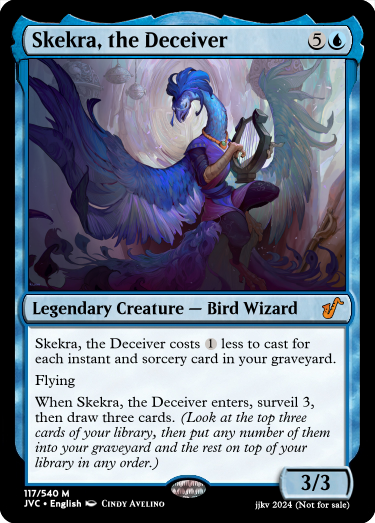 Skekra, the Deceiver 5
Legendary Creature — Bird Wizard
Skekra, the Deceiver costs 1 less to cast for
each instant and sorcery card in your graveyard.
Flying
When Skekra, the Deceiver enters, surveil 3,
then draw three cards. (Look at the top three
cards of your library, then put any number of them
into your graveyard and the rest on top of your
library in any order.)
3/3
117/540 M
JVC • English Cindy Avelino
jjkv 2024 (Not for sale)